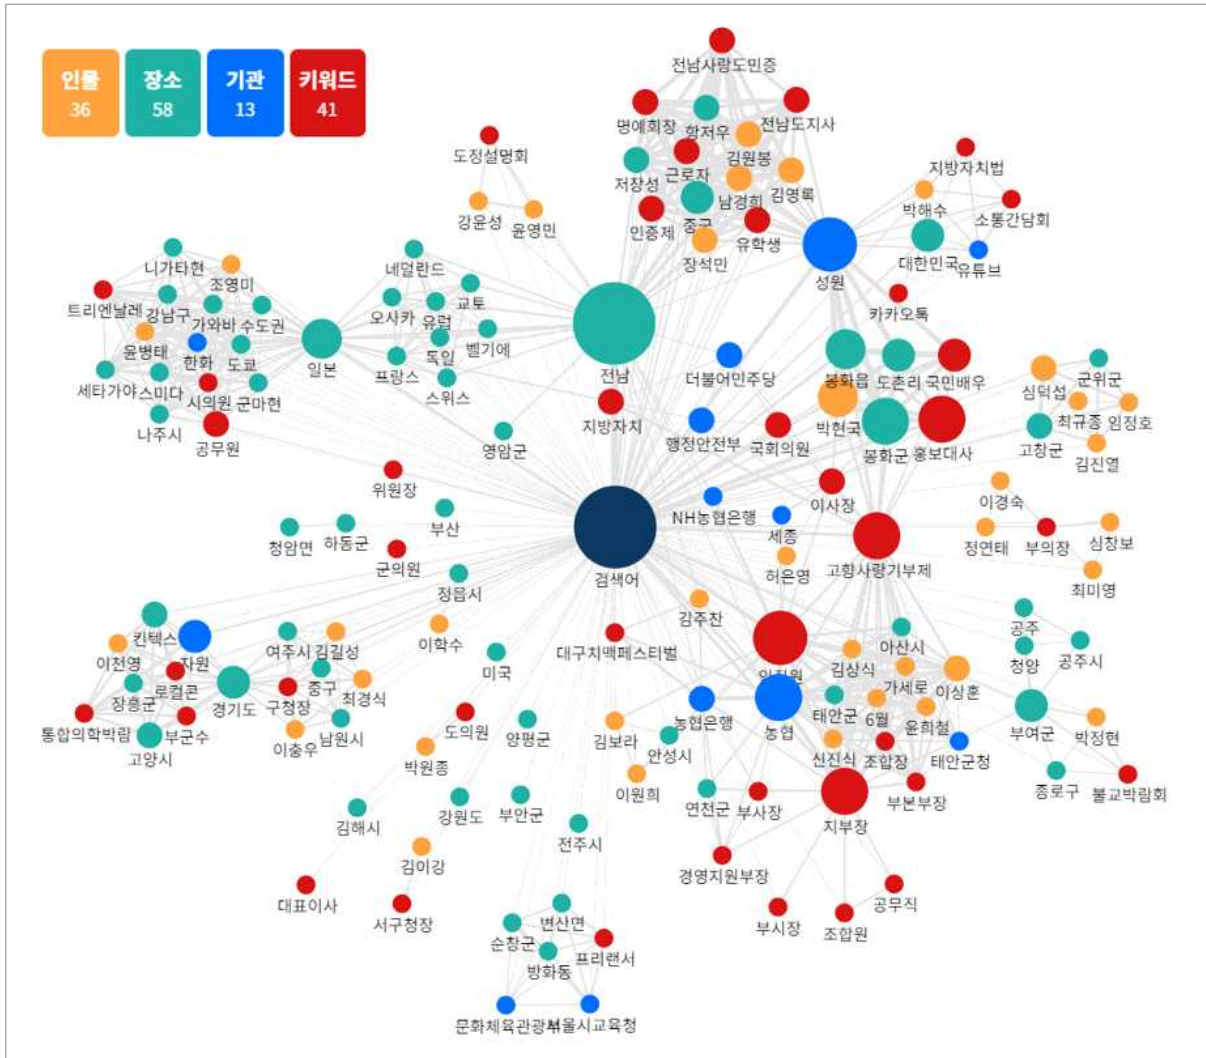 인물 장소 기관 키워드
36 58 13 41
전남사랑도민증
명예회장
항저우
전남도지사
김원봉
저장성
근로자
남경희
김영록
인증제
중국
유학생
장석만
도정설명회
강윤성
윤영민
지방자치법
박해수
소통간담회
대한민국
유튜브
성원
카카오톡
니가타현
조영미
트리엔날레
강남구
가와바
수도권
윤병태
한화
도쿄
일본
세타가야
스미다
시의원
군마현
나주시
공무원
네덜란드
오사카
유럽
교토
독일
벨기에
프랑스
스위스
전남
더불어민주당
지방자치
영암군
행정안전부
국회의원
봉화읍
도촌리
국민배우
박현국
봉화군
홍보대사
심덕섭
군위군
최규종
임정호
고창군
김진열
위원장
부산
청암면
하동군
군의원
정읍시
검색어
NH농협은행
세종
허은영
이사장
고향사랑기부제
이경숙
정연태
부의장
심창보
최미영
킨텍스
이천영
자원
로컬콘
장흥군
경기도
통합의학박람
부군수
고양시
여주시
김길성
중구
구청장
최경식
이충우
남원시
이학수
미국
김주찬
대구치맥페스티벌
아산시
김상식
가세로
이상훈
농협은행
농협
태안군
6월
윤희철
신진식
조합장
태안군청
공주
청양
공주시
부여군
박정현
종로구
불교박람회
도의원
박원종
양평군
김보라
안성시
이원희
연천군
부사장
지부장
부본부장
김해시
강원도
부안군
전주시
김이강
경영지원부장
대표이사
서구청장
부시장
조합원
공무직
변산면
순창군
방화동
프리랜서
문화체육관광부
서울시교육청